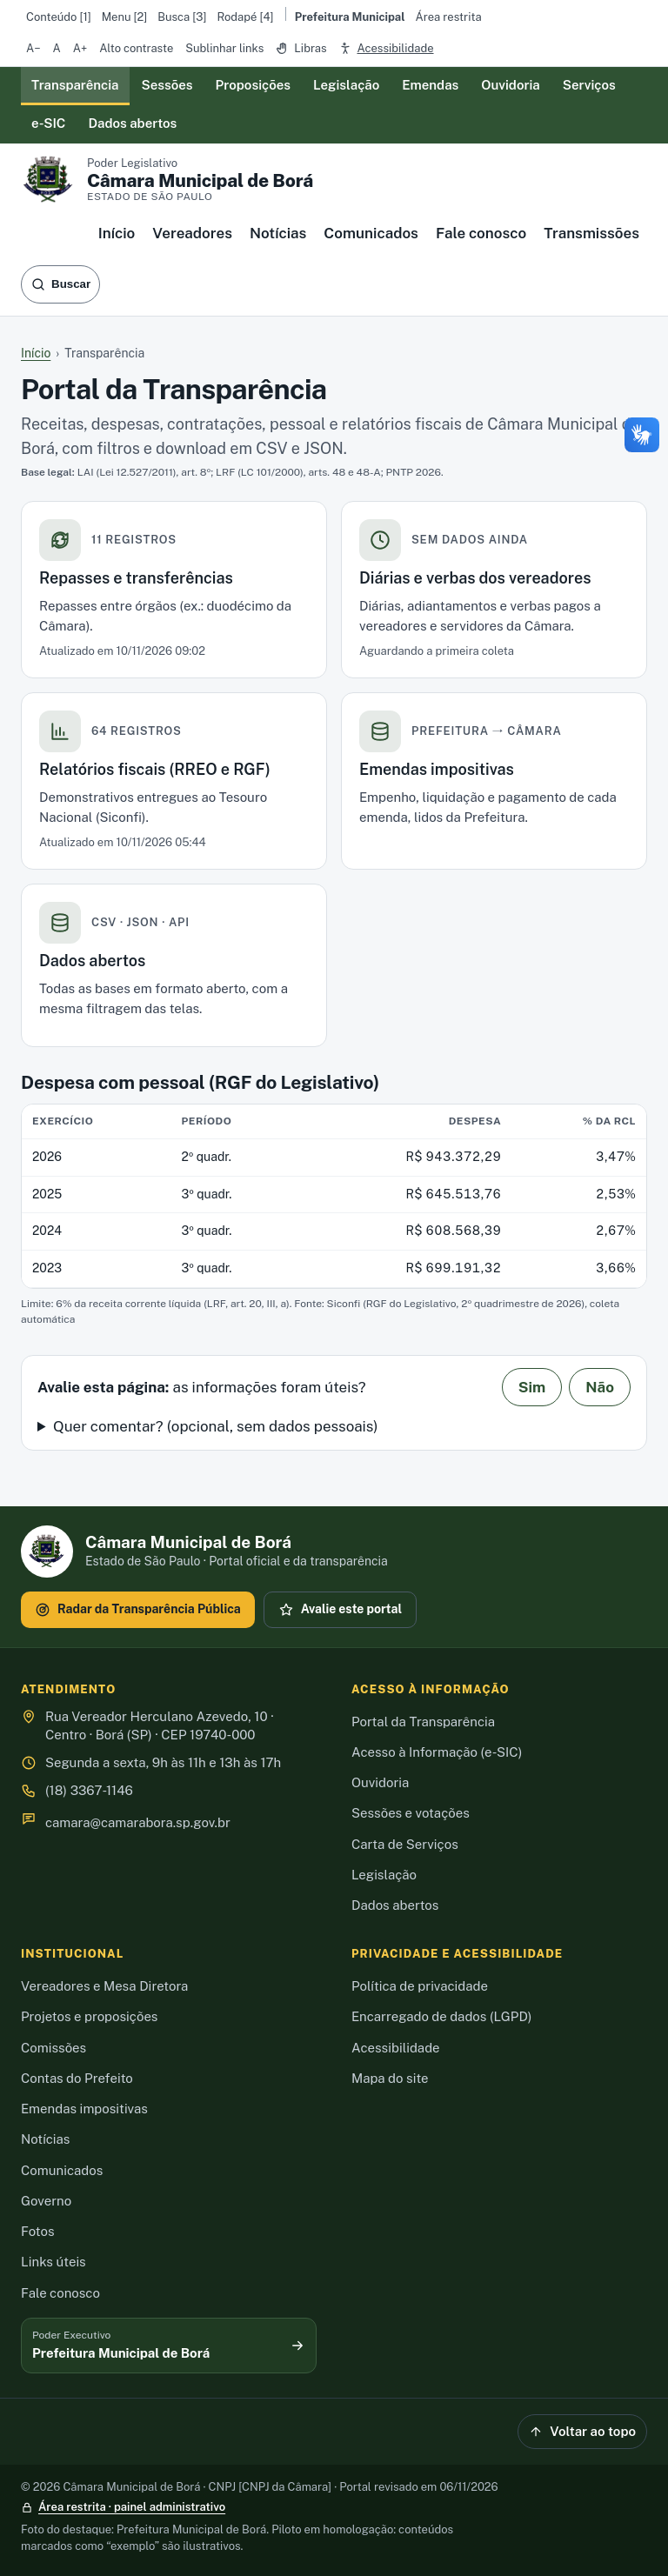 Conteúdo [1] Menu [2] Busca [3] Rodapé [4] Prefeitura Municipal Área restrita
A− A A+ Alto contraste Sublinhar links Libras Acessibilidade
Transparência Sessões Proposições Legislação Emendas Ouvidoria Serviços
e-SIC Dados abertos
Poder Legislativo
Câmara Municipal de Borá
ESTADO DE SÃO PAULO
Início Vereadores Notícias Comunicados Fale conosco Transmissões
Buscar
Início › Transparência
Portal da Transparência
Receitas, despesas, contratações, pessoal e relatórios fiscais de Câmara Municipal
Borá, com filtros e download em CSV e JSON.
Base legal: LAI (Lei 12.527/2011), art. 8º; LRF (LC 101/2000), arts. 48 e 48-A; PNTP 2026.
11 REGISTROS
Repasses e transferências
Repasses entre órgãos (ex.: duodécimo da
Câmara).
Atualizado em 10/11/2026 09:02
SEM DADOS AINDA
Diárias e verbas dos vereadores
Diárias, adiantamentos e verbas pagos a
vereadores e servidores da Câmara.
Aguardando a primeira coleta
64 REGISTROS
Relatórios fiscais (RREO e RGF)
Demonstrativos entregues ao Tesouro
Nacional (Siconfi).
Atualizado em 10/11/2026 05:44
PREFEITURA → CÂMARA
Emendas impositivas
Empenho, liquidação e pagamento de cada
emenda, lidos da Prefeitura.
CSV · JSON · API
Dados abertos
Todas as bases em formato aberto, com a
mesma filtragem das telas.
Despesa com pessoal (RGF do Legislativo)
EXERCÍCIO PERÍODO DESPESA % DA RCL
2026 2º quadr. R$ 943.372,29 3,47%
2025 3º quadr. R$ 645.513,76 2,53%
2024 3º quadr. R$ 608.568,39 2,67%
2023 3º quadr. R$ 699.191,32 3,66%
Limite: 6% da receita corrente líquida (LRF, art. 20, III, a). Fonte: Siconfi (RGF do Legislativo, 2º quadrimestre de 2026), coleta
automática
Avalie esta página: as informações foram úteis? Sim Não
Quer comentar? (opcional, sem dados pessoais)
Câmara Municipal de Borá
Estado de São Paulo · Portal oficial e da transparência
Radar da Transparência Pública Avalie este portal
ATENDIMENTO
Rua Vereador Herculano Azevedo, 10 ·
Centro · Borá (SP) · CEP 19740-000
Segunda a sexta, 9h às 11h e 13h às 17h
(18) 3367-1146
camara@camarabora.sp.gov.br
ACESSO À INFORMAÇÃO
Portal da Transparência
Acesso à Informação (e-SIC)
Ouvidoria
Sessões e votações
Carta de Serviços
Legislação
Dados abertos
INSTITUCIONAL
Vereadores e Mesa Diretora
Projetos e proposições
Comissões
Contas do Prefeito
Emendas impositivas
Notícias
Comunicados
Governo
Fotos
Links úteis
Fale conosco
PRIVACIDADE E ACESSIBILIDADE
Política de privacidade
Encarregado de dados (LGPD)
Acessibilidade
Mapa do site
Poder Executivo
Prefeitura Municipal de Borá →
Voltar ao topo
© 2026 Câmara Municipal de Borá · CNPJ [CNPJ da Câmara] · Portal revisado em 06/11/2026
Área restrita · painel administrativo
Foto do destaque: Prefeitura Municipal de Borá. Piloto em homologação: conteúdos
marcados como “exemplo” são ilustrativos.